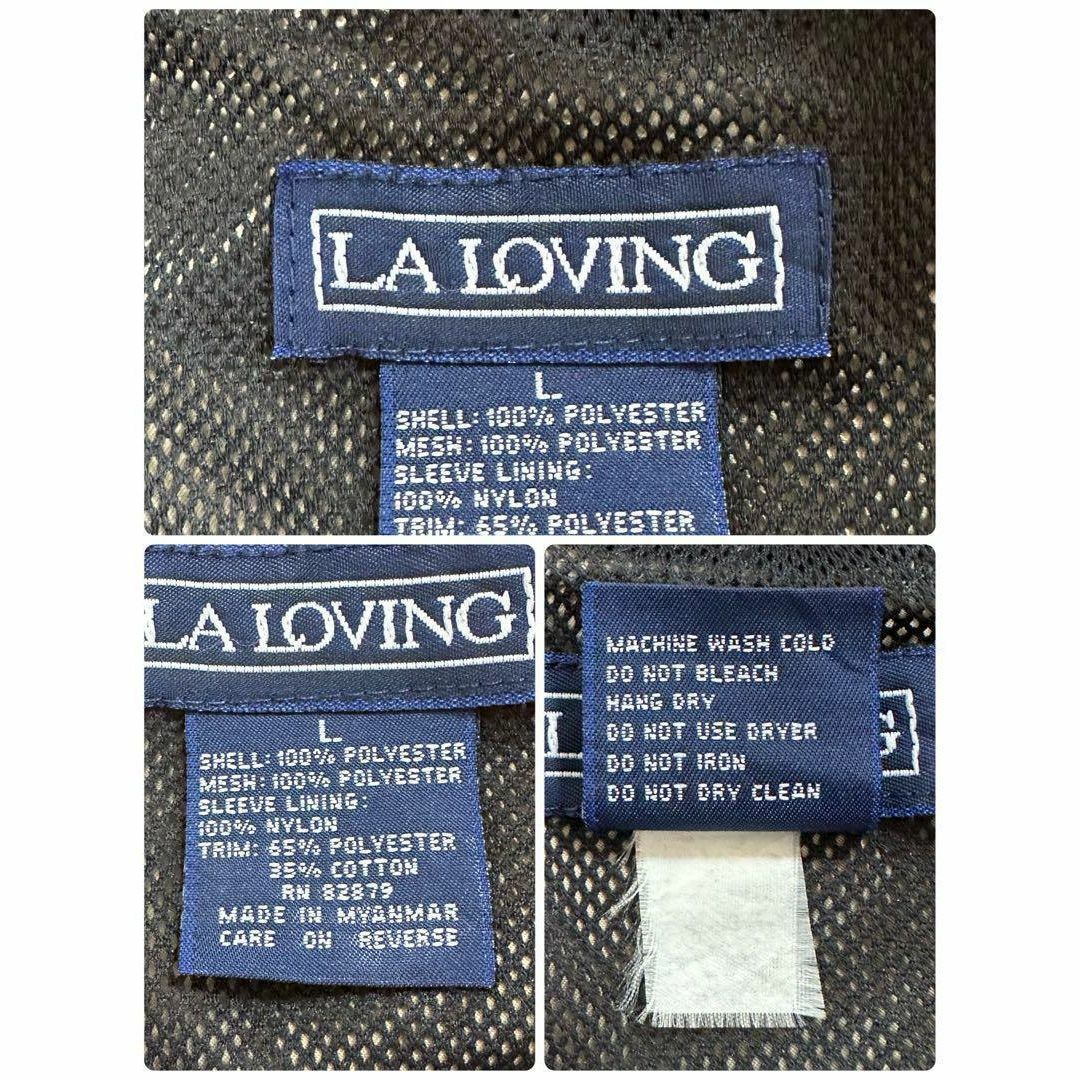 LA LOVING
L
SHELL: 100% POLYESTER
MESH: 100% POLYESTER
SLEEVE LINING:
100% NYLON
TRIM: 65% POLYESTER
LA LOVING
L
SHELL: 100% POLYESTER
MESH: 100% POLYESTER
SLEEVE LINING:
100% NYLON
TRIM: 65% POLYESTER
35% COTTON
RN 82879
MADE IN MYANMAR
CARE ON REVERSE
MACHINE WASH COLD
DO NOT BLEACH
HANG DRY
DO NOT USE DRYER
DO NOT IRON
DO NOT DRY CLEAN
L G